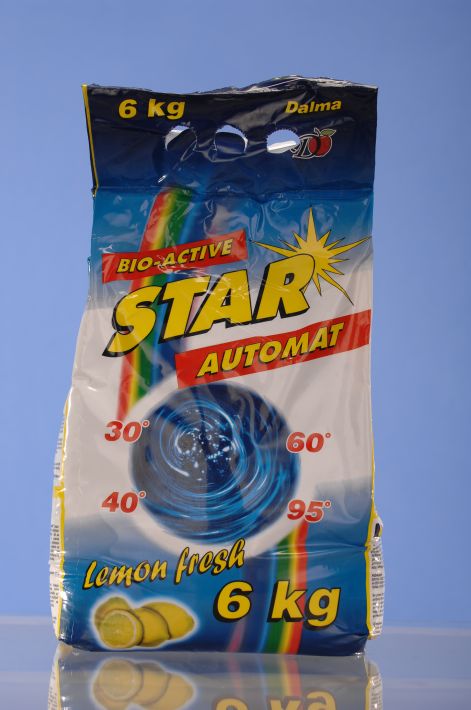 6 kg Dalma
D
BIO-ACTIVE
STAR
AUTOMAT
30° 60°
40° 95°
Lemon fresh
6 kg